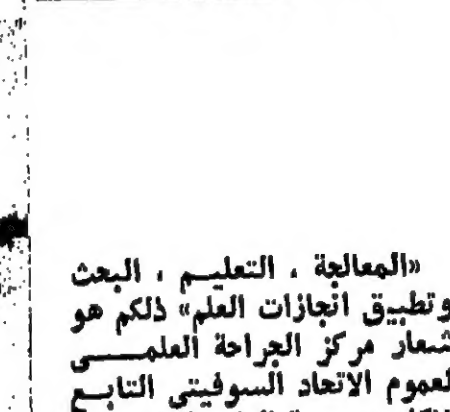 «المعالجة ، التعليم ، البحث
وتطبيق انجازات العلم» ذلكم هو
شعار مركز الجراحة العلمي
لعموم الاتحاد السوفيتي التابع